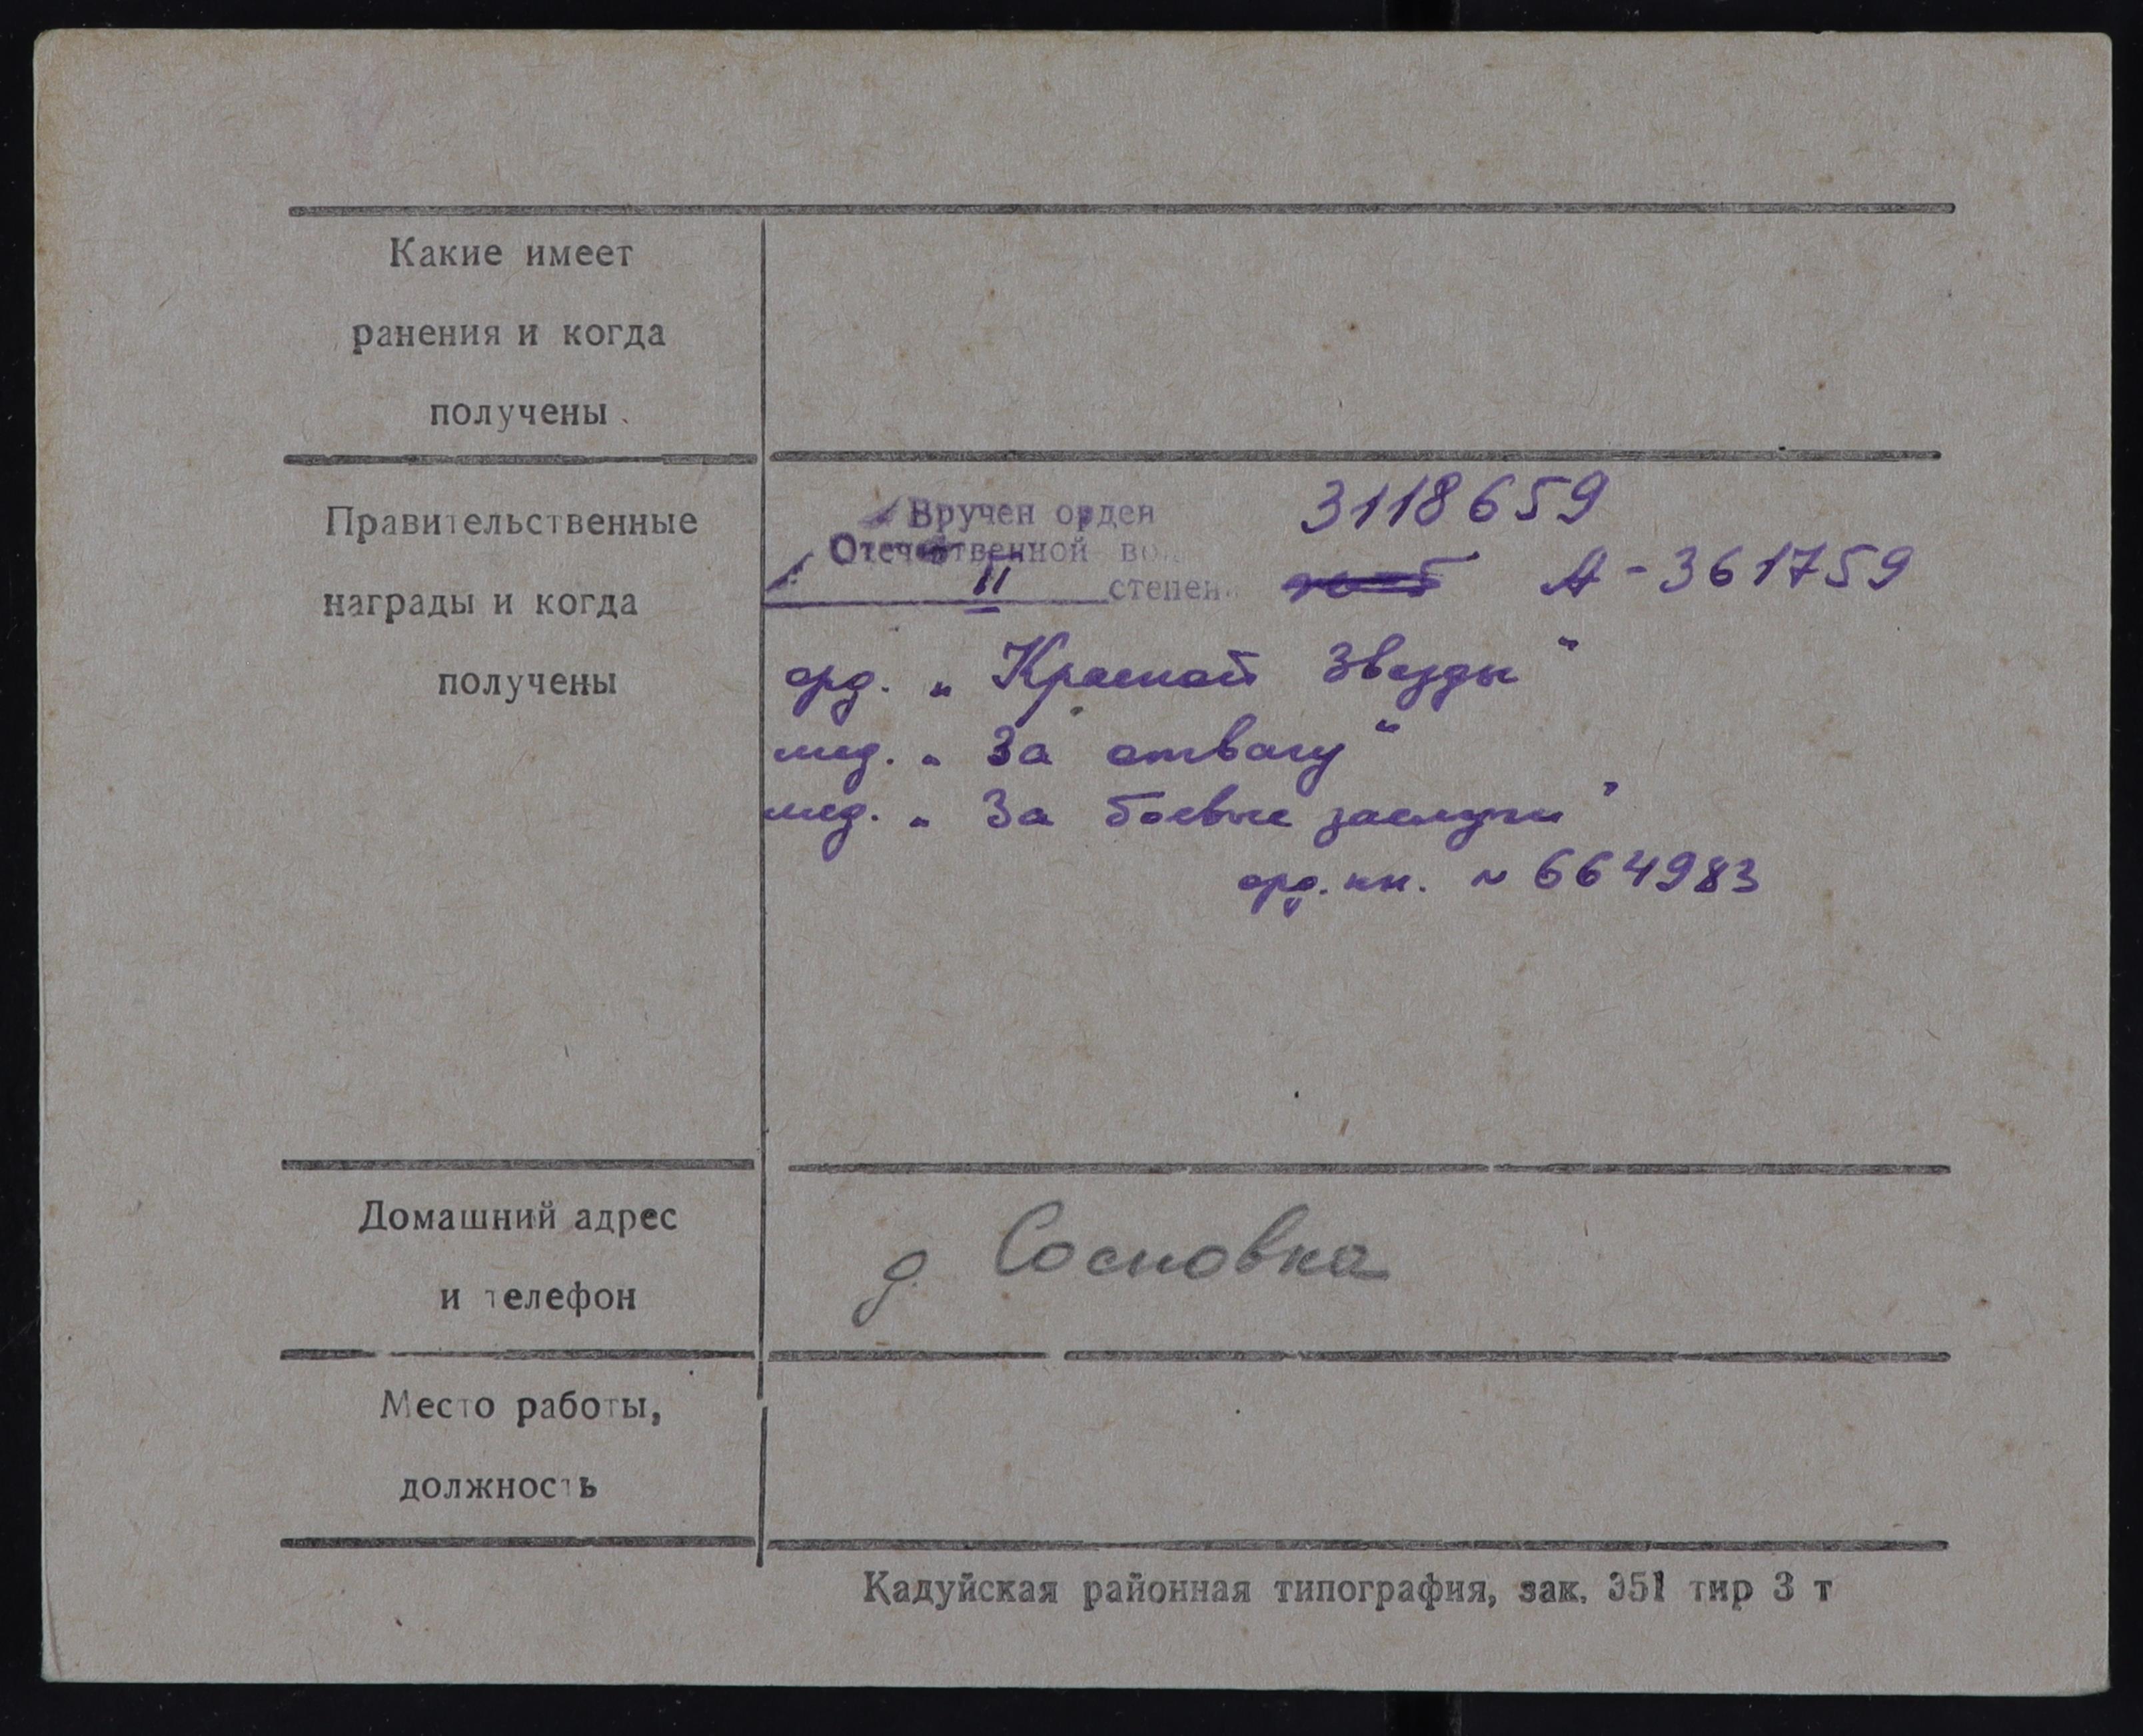 Какие имеет
ранения и когда
получены
Правительственные
награды и когда
получены
Вручен орден 3118659
Отечественной
II степени А-361759
орд. „Красной Звезды“
мед. „За отвагу“
мед. „За боевые заслуги“
орд. кн. № 664983
Домашний адрес
и телефон
д. Сосновка
Место работы,
должность
Кадуйская районная типография, зак. 351 тир 3 т